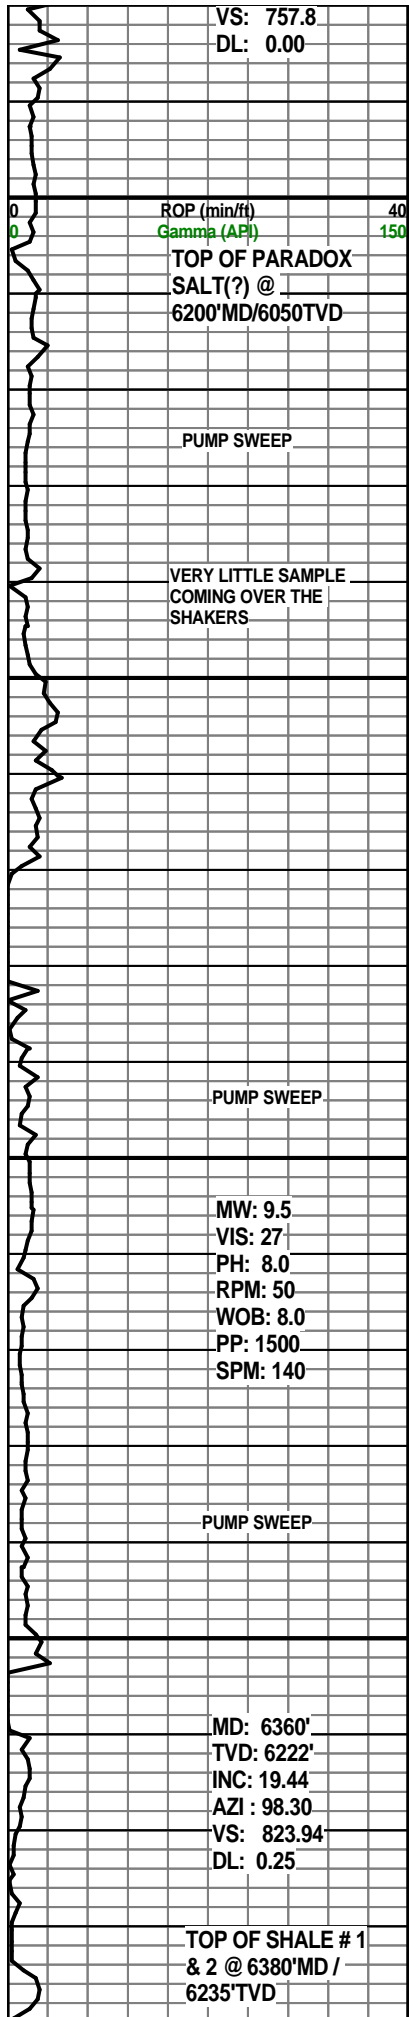 VS: 757.8
DL: 0.00
0 ROP (min/ft) 40
0 Gamma (API) 150
TOP OF PARADOX
SALT(?) @
6200'MD/6050TVD
PUMP SWEEP
VERY LITTLE SAMPLE
COMING OVER THE
SHAKERS
PUMP SWEEP
MW: 9.5
VIS: 27
PH: 8.0
RPM: 50
WOB: 8.0
PP: 1500
SPM: 140
PUMP SWEEP
MD: 6360'
TVD: 6222'
INC: 19.44
AZI : 98.30
VS: 823.94
DL: 0.25
TOP OF SHALE # 1
& 2 @ 6380'MD /
6235'TVD